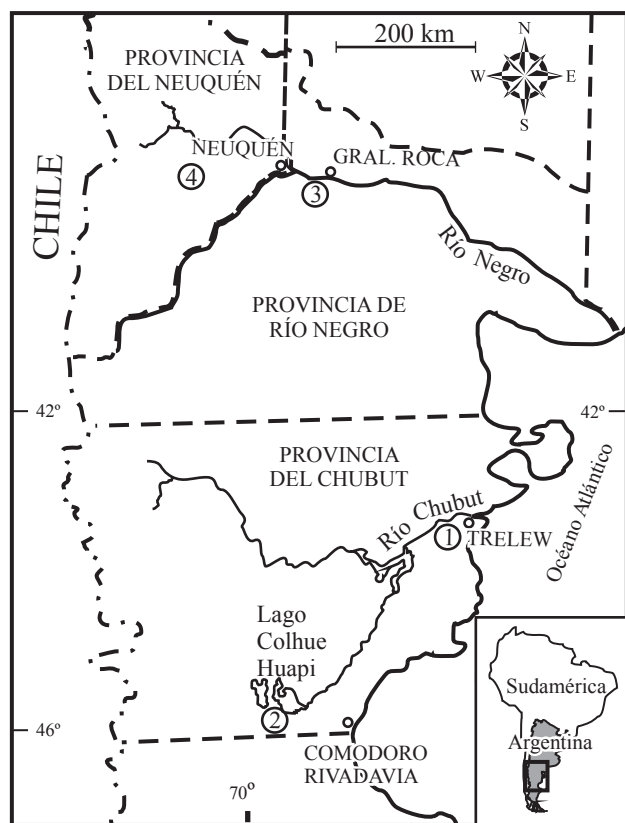 200 km
N
W
E
S
PROVINCIA
DEL NEUQUÉN
NEUQUÉN
GRAL. ROCA
4
3
CHILE
Río Negro
PROVINCIA DE
RÍO NEGRO
42º
42º
PROVINCIA
DEL CHUBUT
Río Chubut
1
TRELEW
Océano Atlántico
Lago
Colhue
Huapi
2
46º
COMODORO
RIVADAVIA
70º
Sudamérica
Argentina